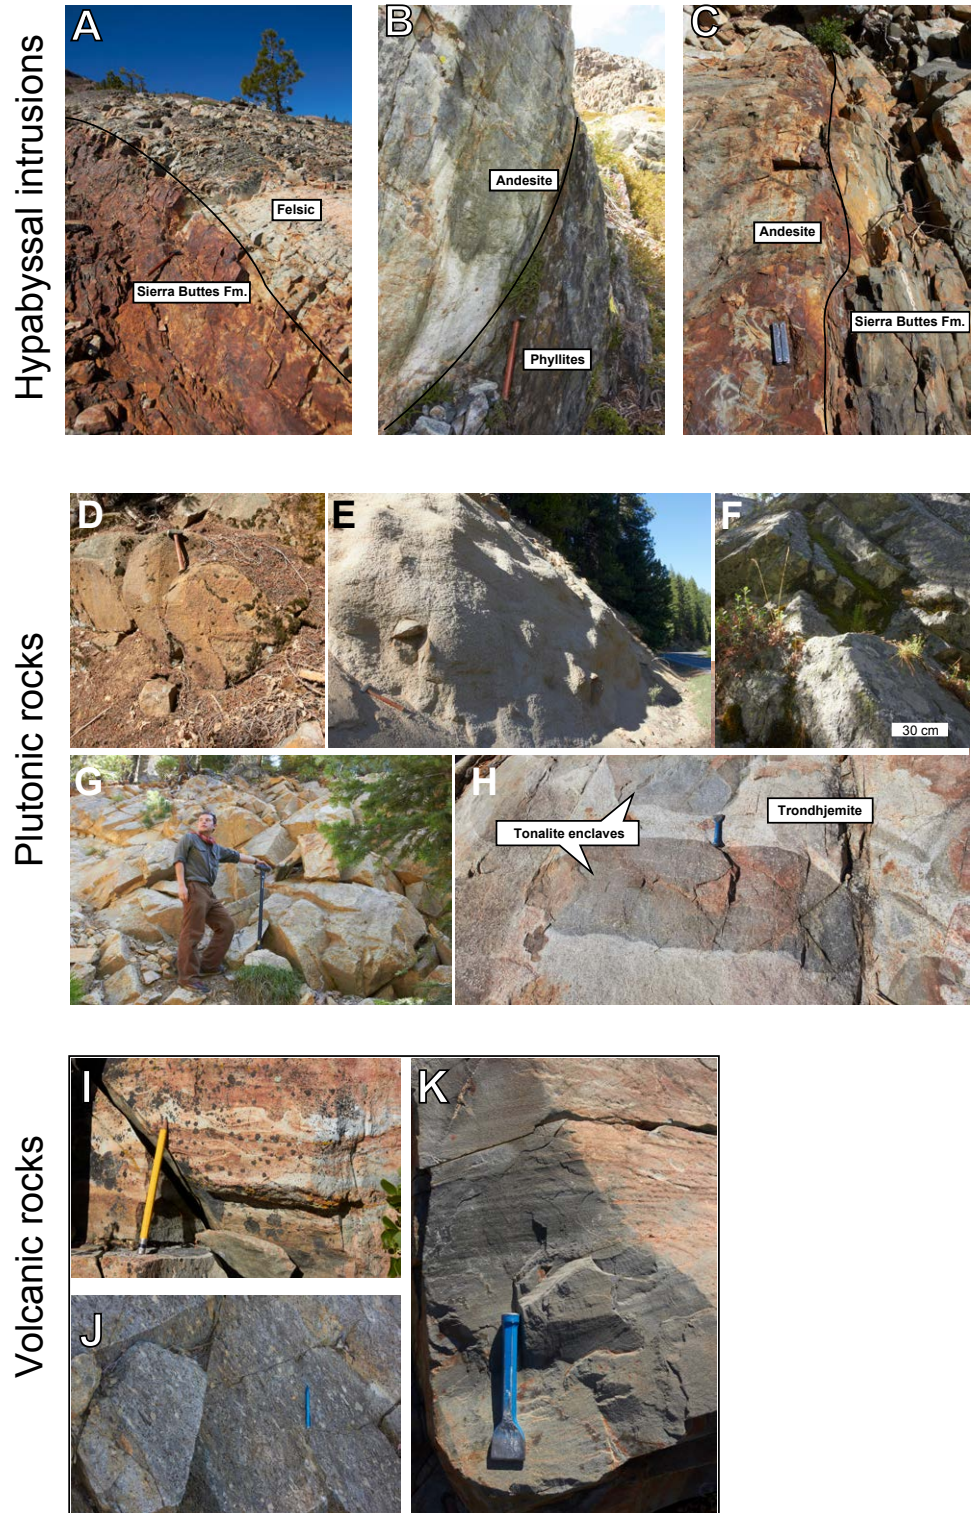 Hypabyssal intrusions
A
Felsic
Sierra Buttes Fm.
B
Andesite
Phyllites
C
Andesite
Sierra Buttes Fm.
Plutonic rocks
D
E
F
30 cm
G
H
Tonalite enclaves
Trondhjemite
Volcanic rocks
I
J
K